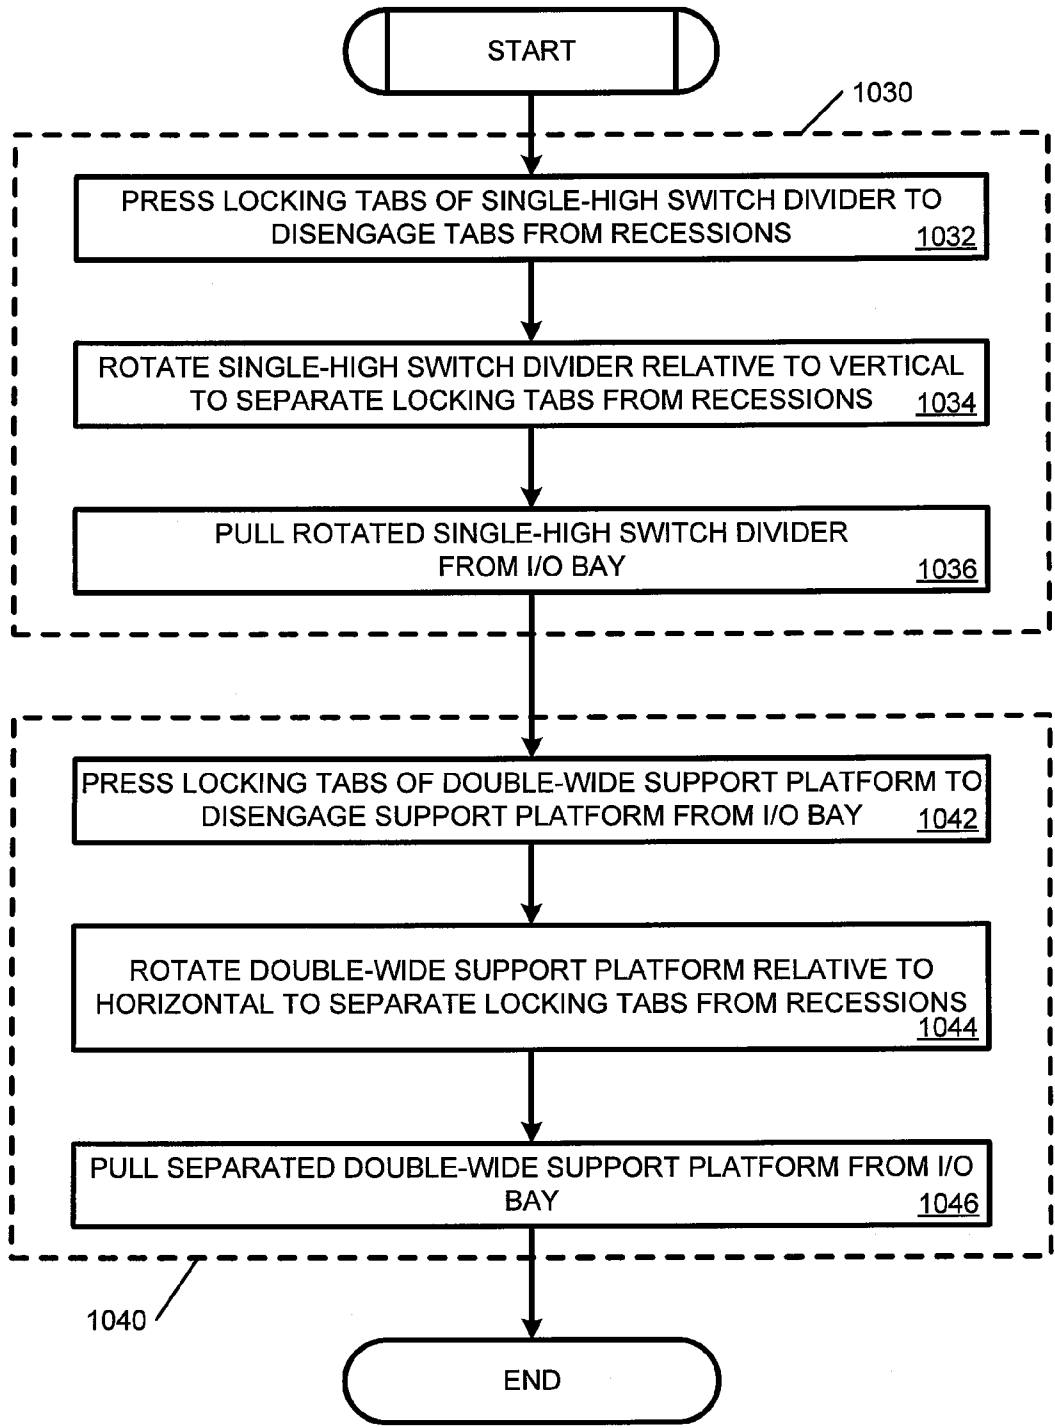 START
1030
PRESS LOCKING TABS OF SINGLE-HIGH SWITCH DIVIDER TO
DISENGAGE TABS FROM RECESSIONS
1032
ROTATE SINGLE-HIGH SWITCH DIVIDER RELATIVE TO VERTICAL
TO SEPARATE LOCKING TABS FROM RECESSIONS
1034
PULL ROTATED SINGLE-HIGH SWITCH DIVIDER
FROM I/O BAY
1036
PRESS LOCKING TABS OF DOUBLE-WIDE SUPPORT PLATFORM TO
DISENGAGE SUPPORT PLATFORM FROM I/O BAY
1042
ROTATE DOUBLE-WIDE SUPPORT PLATFORM RELATIVE TO
HORIZONTAL TO SEPARATE LOCKING TABS FROM RECESSIONS
1044
PULL SEPARATED DOUBLE-WIDE SUPPORT PLATFORM FROM I/O
BAY
1046
1040
END